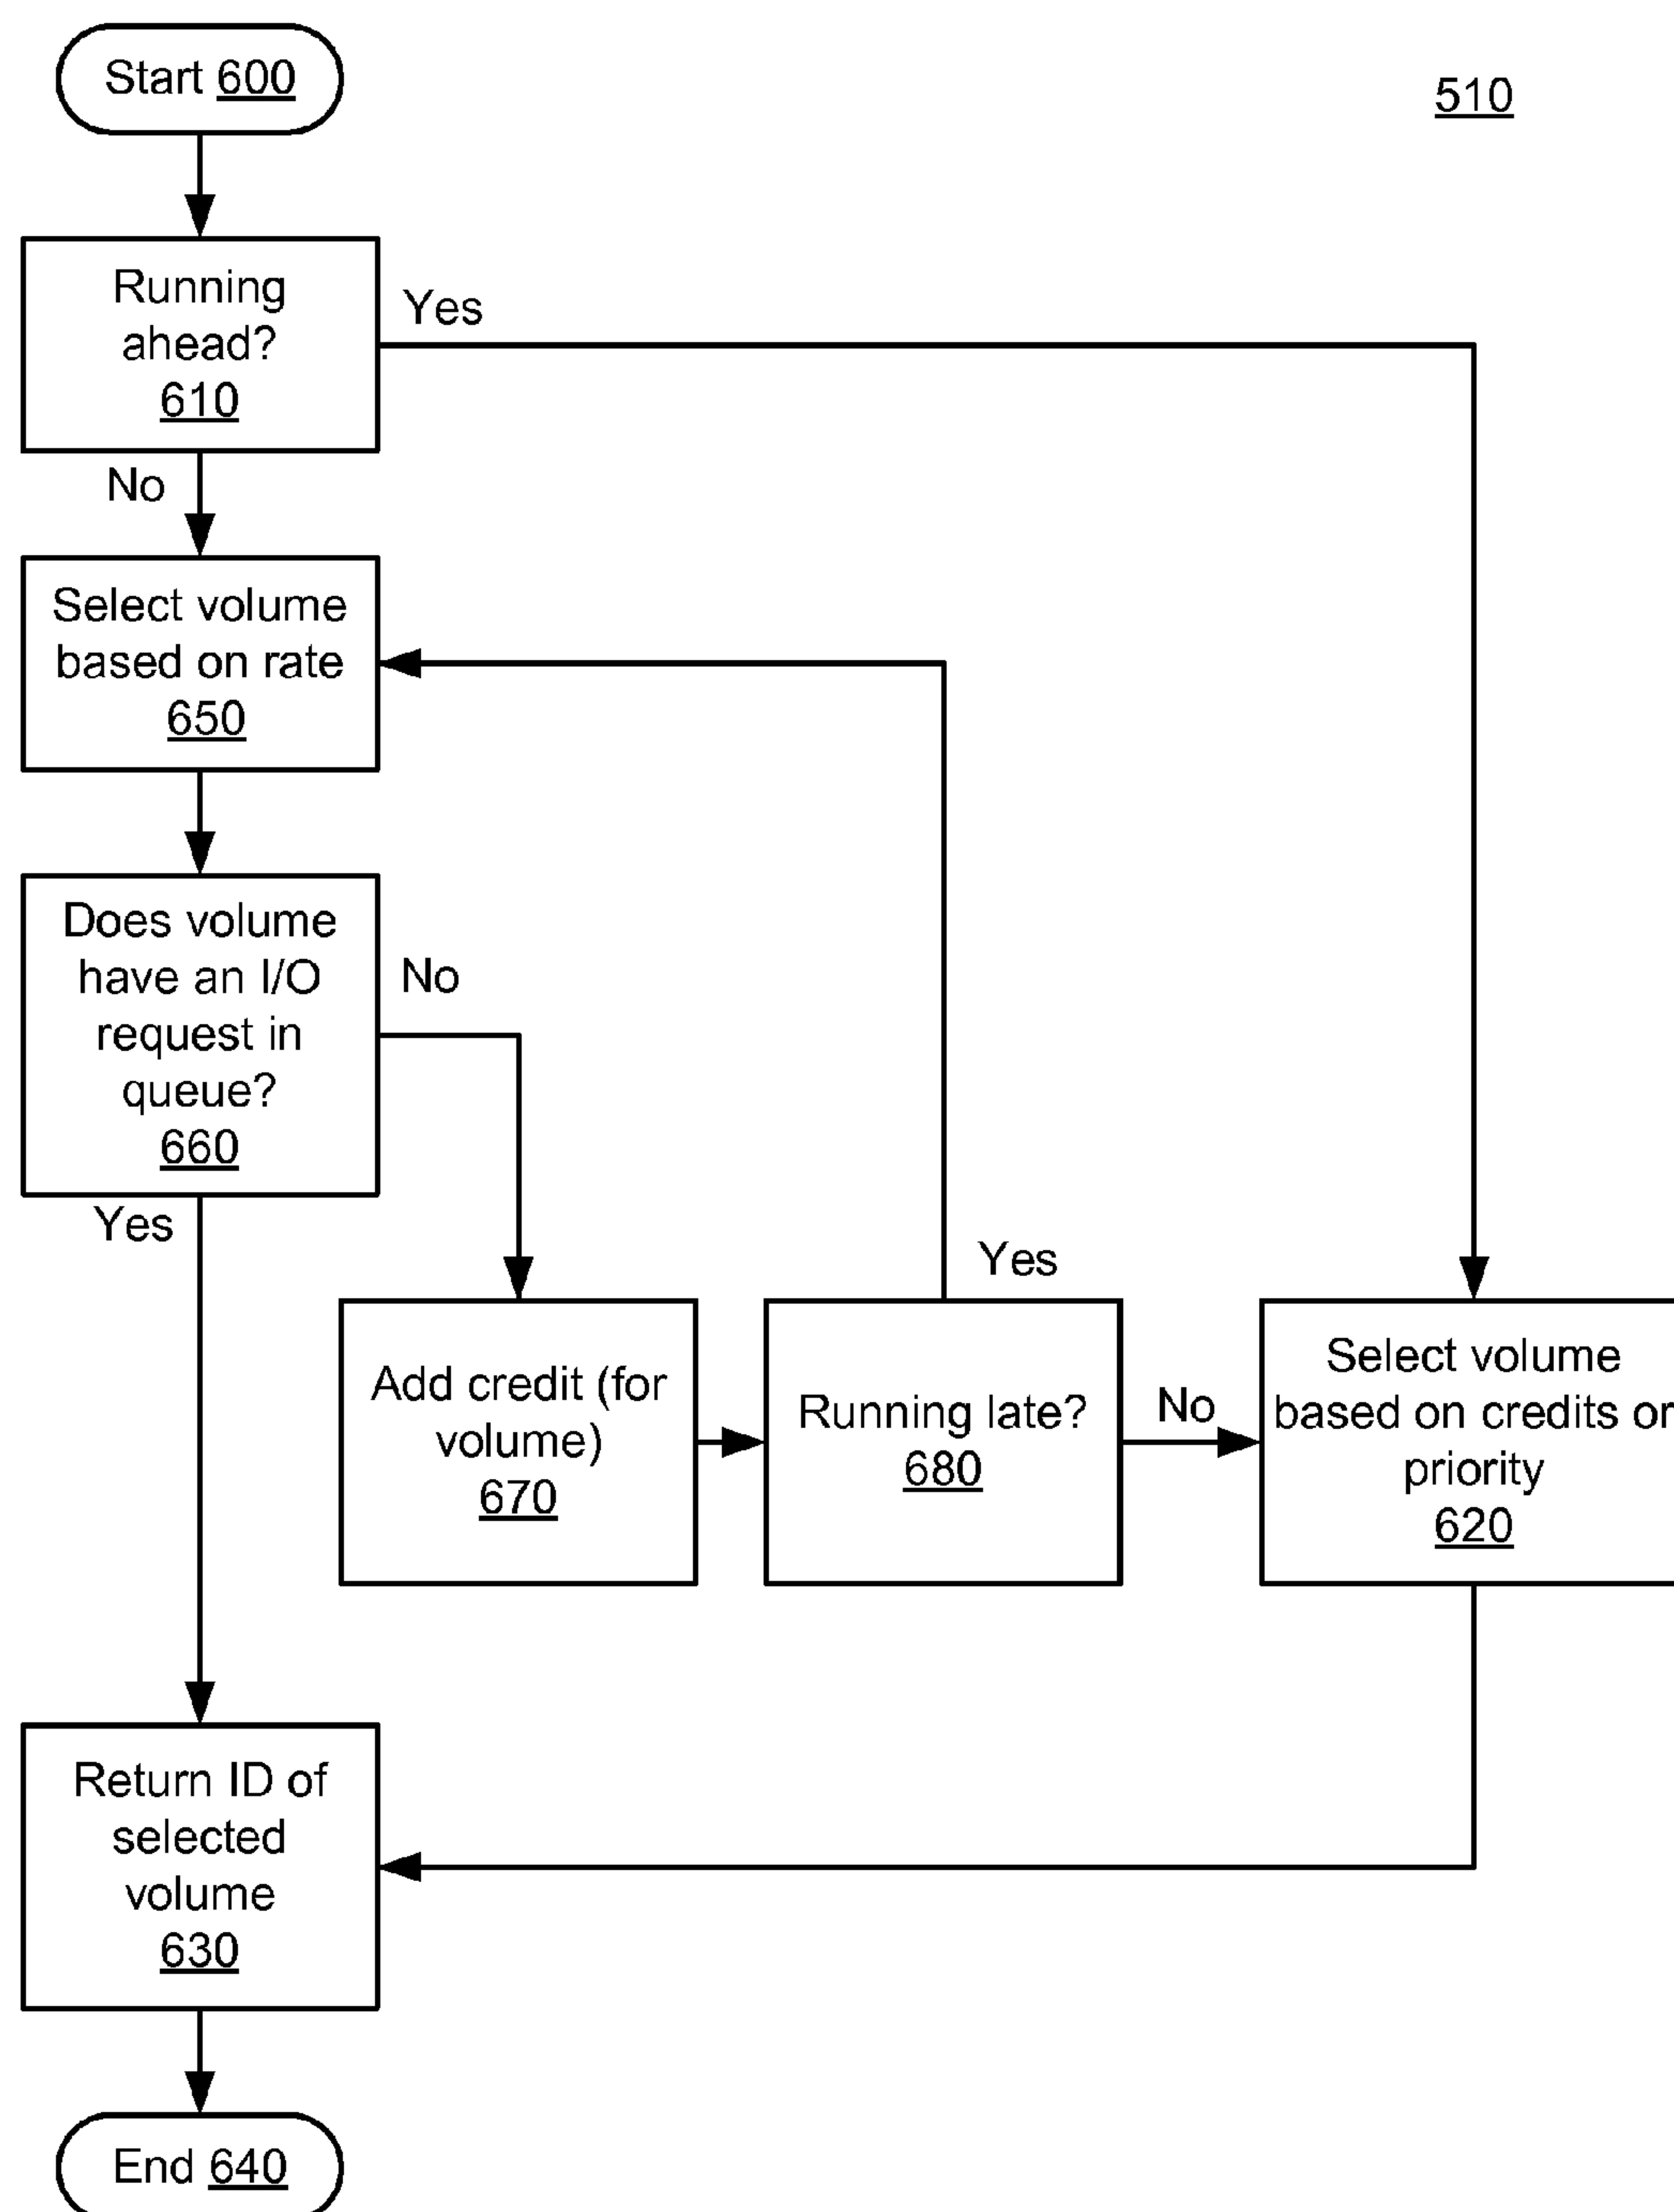 Start 600
510
Running
ahead?
610
Yes
No
Select volume
based on rate
650
Does volume
have an I/O
request in
queue?
660
No
Yes
Yes
Add credit (for
volume)
670
Running late?
680
No
Select volume
based on credits or
priority
620
Return ID of
selected
volume
630
End 640